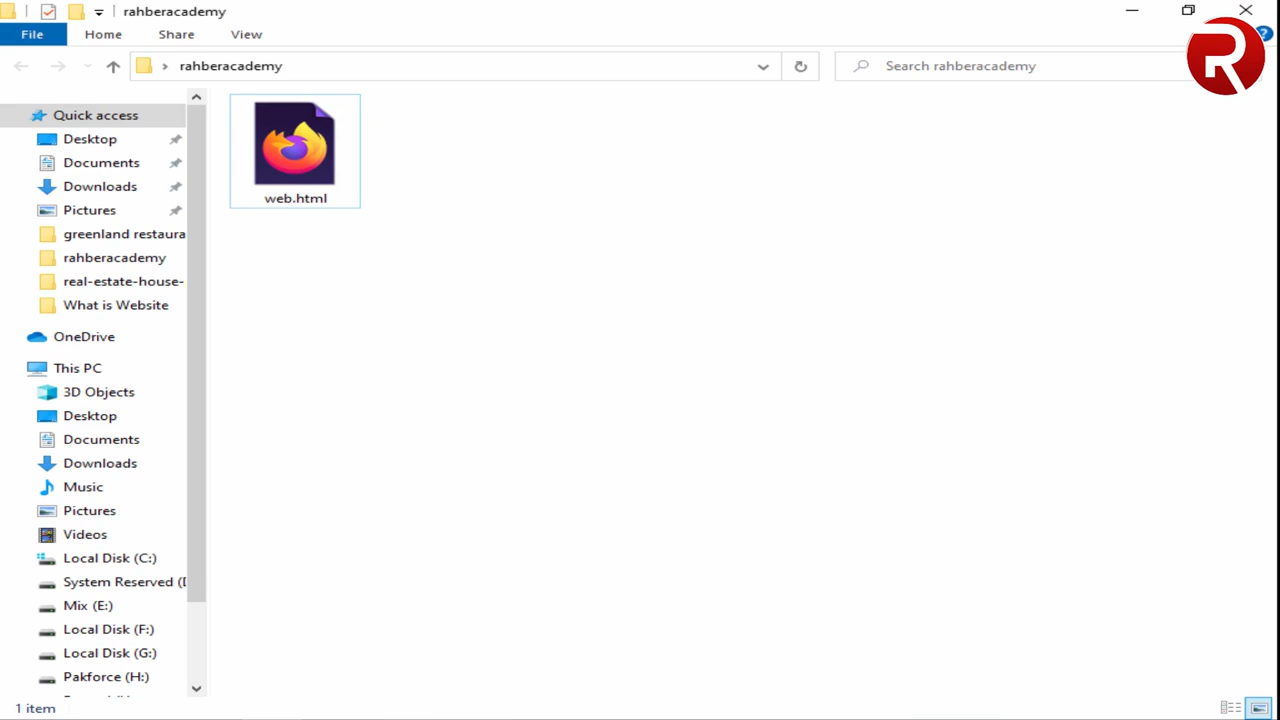 rahberacademy
File Home Share View
rahberacademy
Search rahberacademy
Quick access
Desktop
Documents
Downloads
Pictures
greenland restaura
rahberacademy
real-estate-house-
What is Website
OneDrive
This PC
3D Objects
Desktop
Documents
Downloads
Music
Pictures
Videos
Local Disk (C:)
System Reserved (D
Mix (E:)
Local Disk (F:)
Local Disk (G:)
Pakforce (H:)
web.html
R
?
1 item